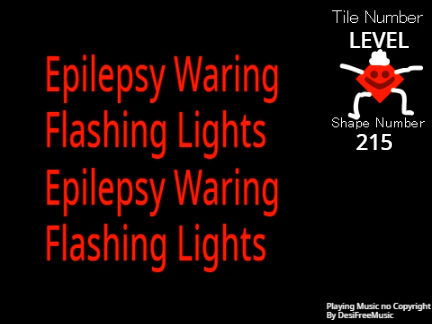 Tile Number
LEVEL
Epilepsy Waring
Flashing Lights
Epilepsy Waring
Flashing Lights
Shape Number
215
Playing Music no Copyright
By DesiFreeMusic